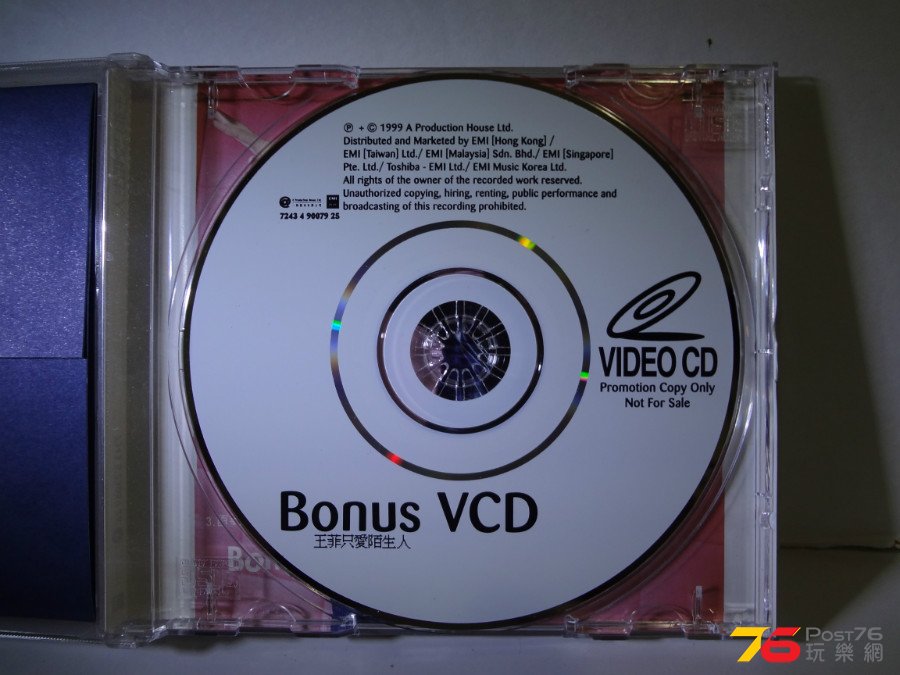 ℗ + © 1999 A Production House Ltd.
Distributed and Marketed by EMI [Hong Kong] /
EMI [Taiwan] Ltd./ EMI [Malaysia] Sdn. Bhd./ EMI [Singapore]
Pte. Ltd./ Toshiba - EMI Ltd./ EMI Music Korea Ltd.
All rights of the owner of the recorded work reserved.
Unauthorized copying, hiring, renting, public performance and
broadcasting of this recording prohibited.
EMI
7243 4 90079 25
VIDEO CD
Promotion Copy Only
Not For Sale
Bonus VCD
王菲只愛陌生人
3.
Bon
76 Post76
玩樂網